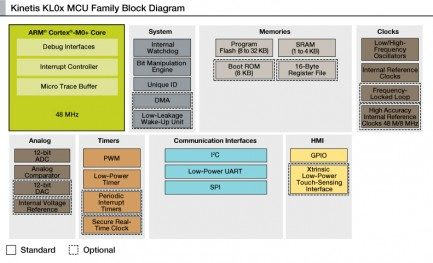 Kinetis KL0x MCU Family Block Diagram
ARM® Cortex®-M0+ Core
Debug Interfaces
Interrupt Controller
Micro Trace Buffer
48 MHz
System
Internal
Watchdog
Bit Manipulation
Engine
Unique ID
DMA
Low-Leakage
Wake-Up Unit
Memories
Program
Flash (8 to 32 KB)
SRAM
(1 to 4 KB)
Boot ROM
(8 KB)
16-Byte
Register File
Clocks
Low/High-
Frequency
Oscillators
Internal Reference
Clocks
Frequency-
Locked Loop
High Accuracy
Internal Reference
Clocks 48 M/8 MHz
Analog
12-bit
ADC
Analog
Comparator
12-bit
DAC
Internal Voltage
Reference
Timers
PWM
Low-Power
Timer
Periodic
Interrupt
Timers
Secure Real-
Time Clock
Communication Interfaces
I²C
Low-Power UART
SPI
HMI
GPIO
Xtrinsic
Low-Power
Touch-Sensing
Interface
Standard
Optional